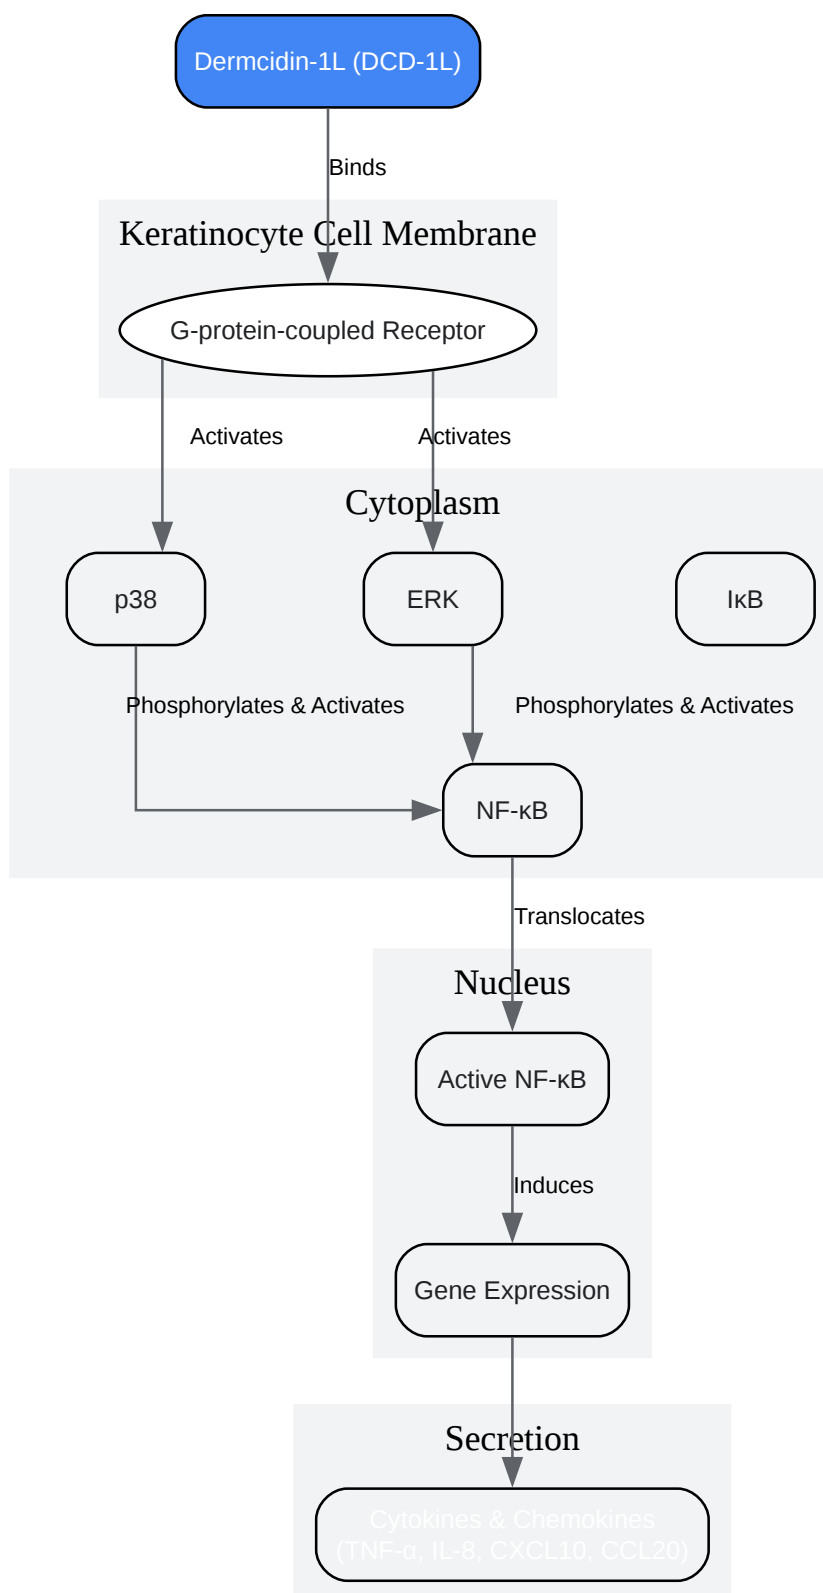 Dermcidin-1L (DCD-1L)
Binds
Keratinocyte Cell Membrane
G-protein-coupled Receptor
Activates
Activates
Cytoplasm
p38
ERK
IκB
Phosphorylates & Activates
Phosphorylates & Activates
NF-κB
Translocates
Nucleus
Active NF-κB
Induces
Gene Expression
Secretion
Cytokines & Chemokines
(TNF-α, IL-8, CXCL10, CCL20)